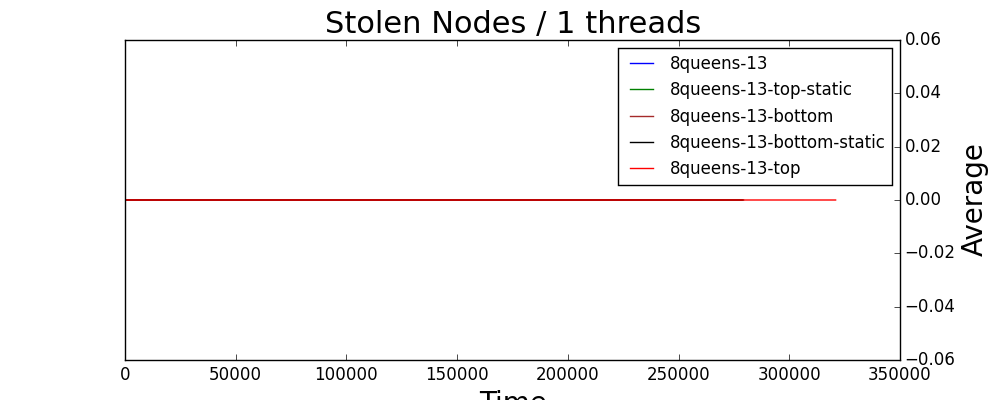 Stolen Nodes / 1 threads
0.06
8queens-13
8queens-13-top-static
0.04
8queens-13-bottom
0.02
8queens-13-bottom-static
8queens-13-top
0.00
Average
−0.02
−0.04
−0.06
0 50000 100000 150000 200000 250000 300000 350000
Time